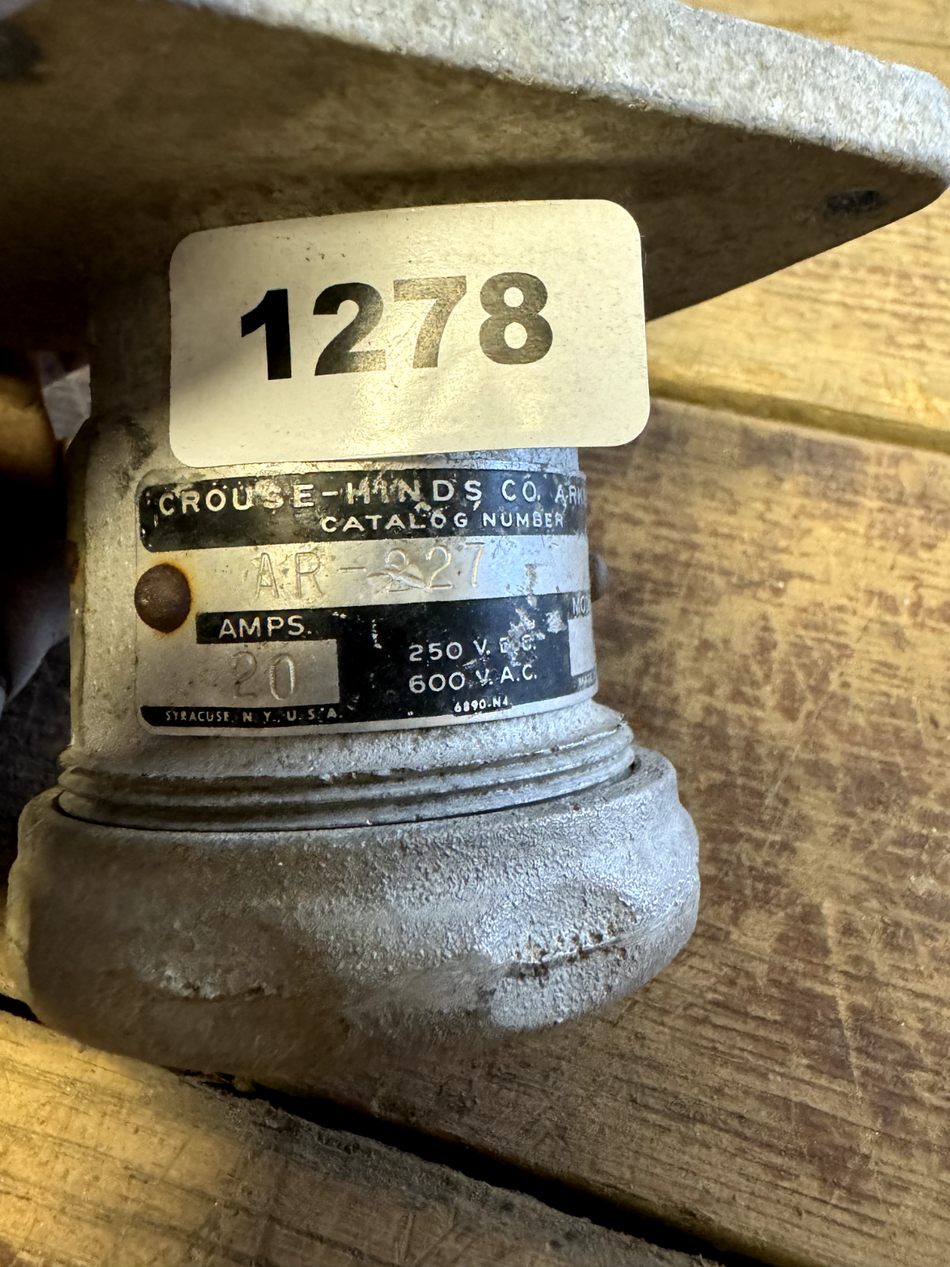 1278
CROUSE-HINDS CO.
CATALOG NUMBER
AMPS.
20
250 V. D.C.
600 V. A.C.
SYRACUSE, N.Y., U.S.A.
6890-N4